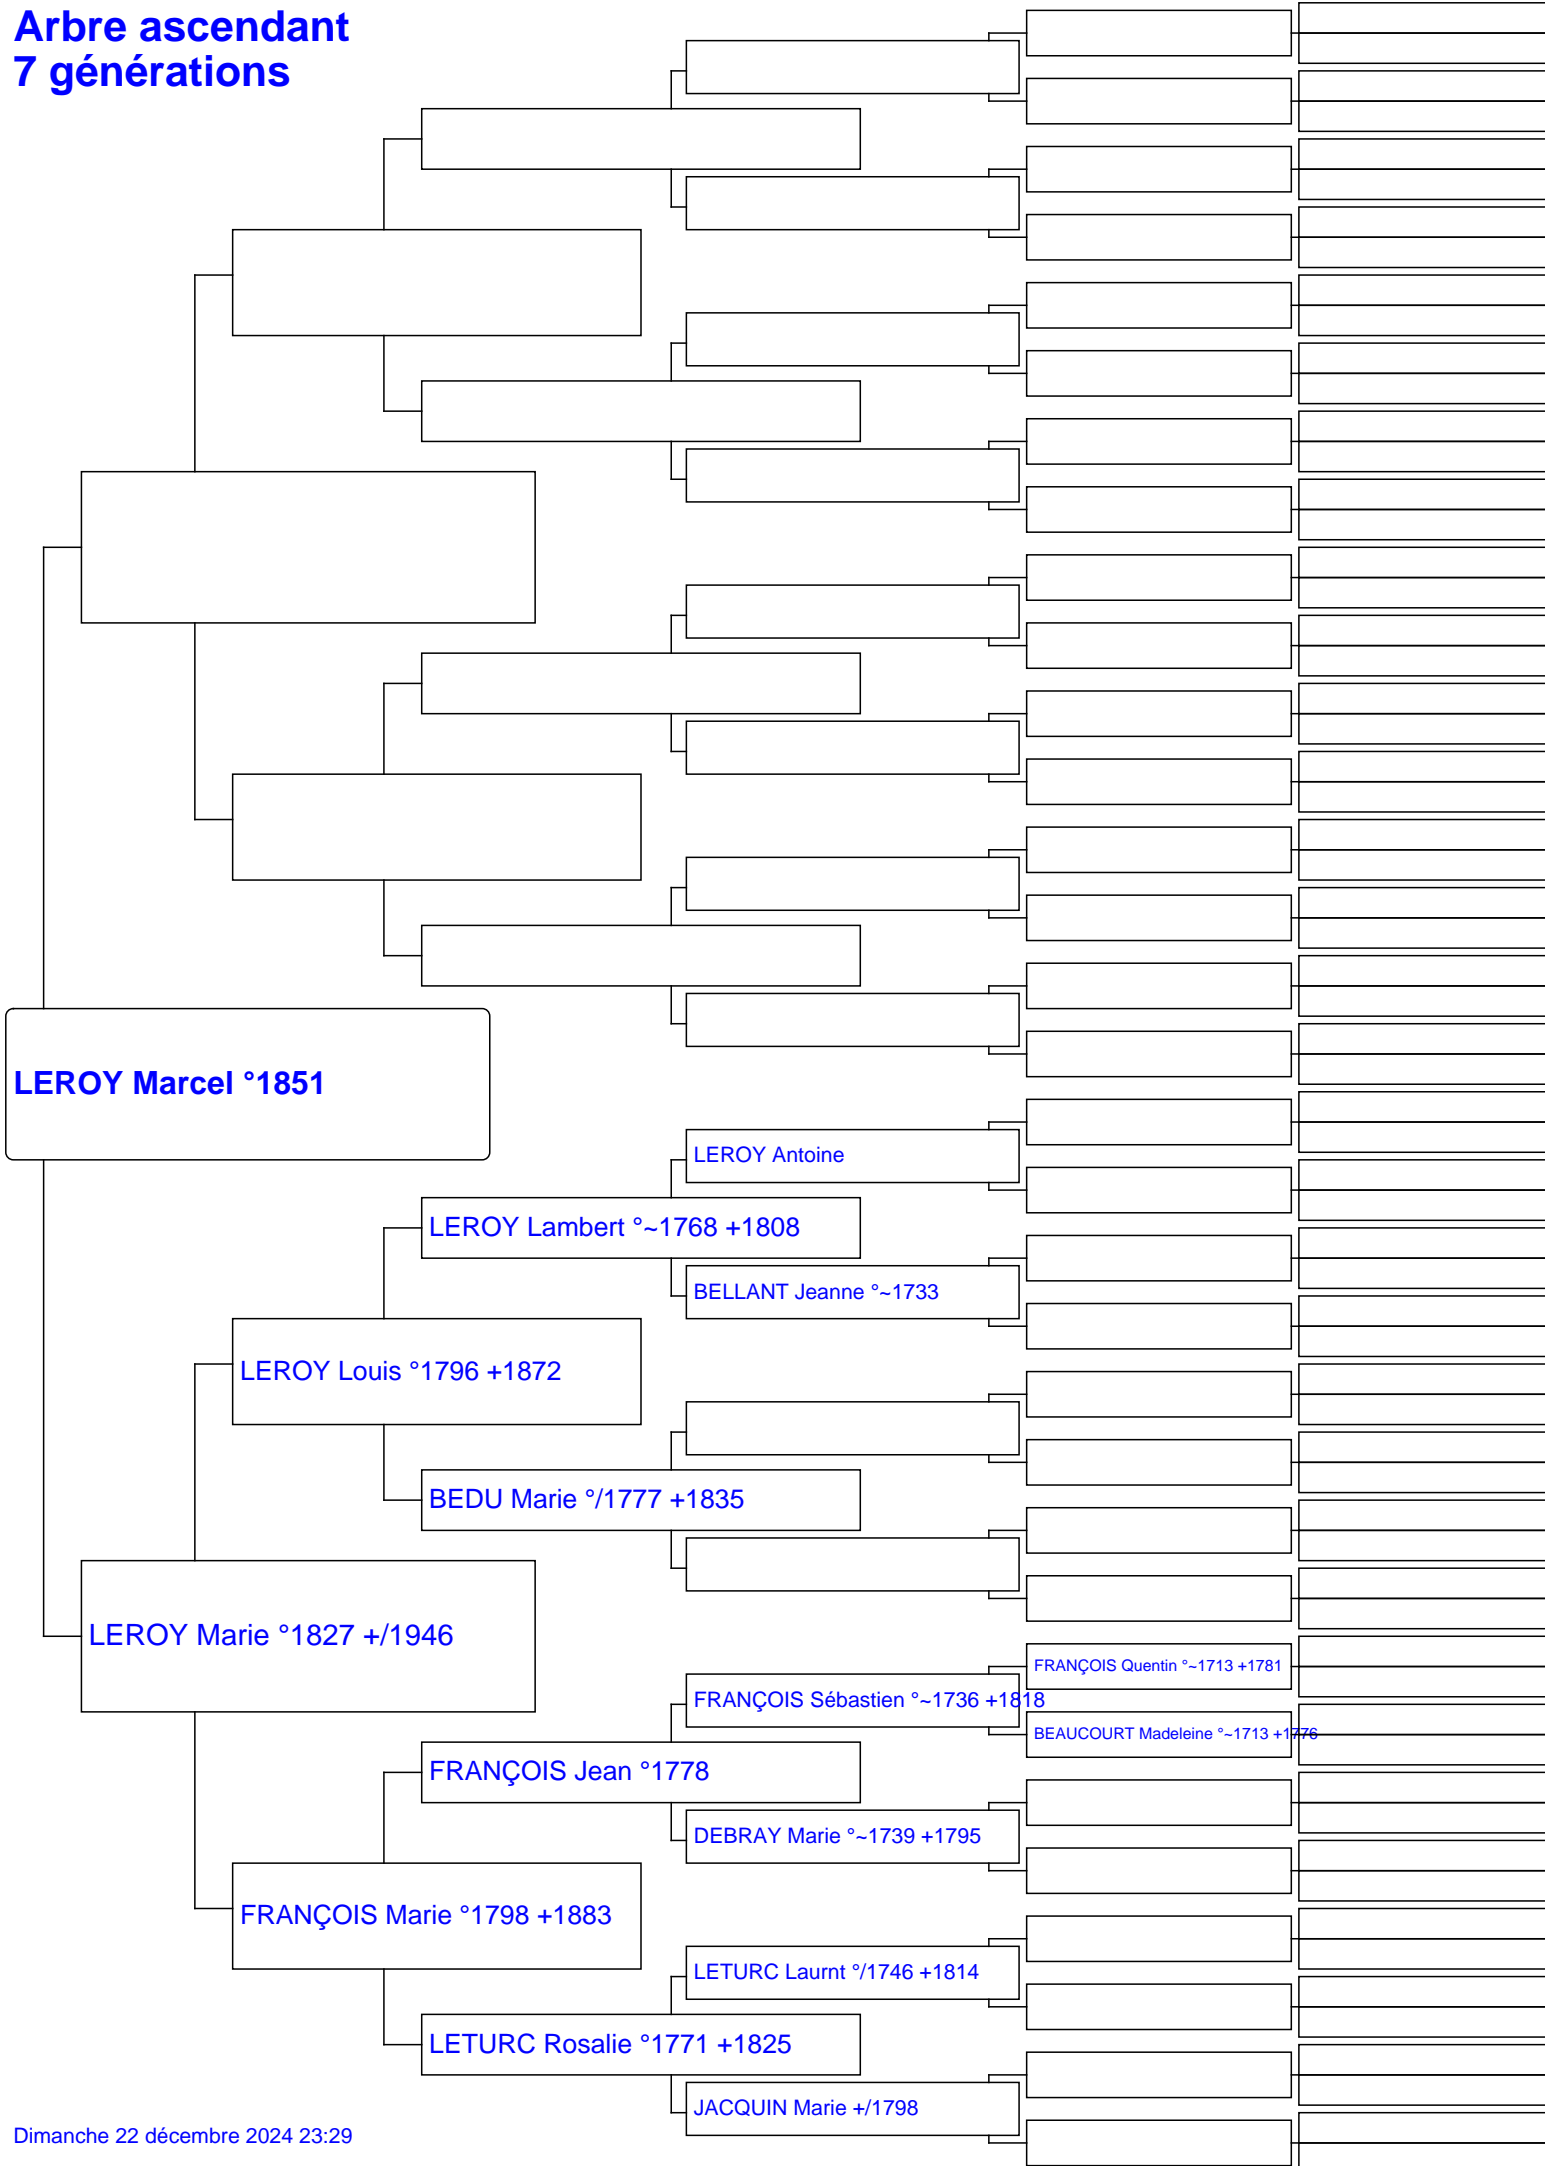 Arbre ascendant
7 générations
LEROY Marcel °1851
LEROY Antoine
LEROY Lambert °~1768 +1808
BELLANT Jeanne °~1733
LEROY Louis °1796 +1872
BEDU Marie °/1777 +1835
LEROY Marie °1827 +/1946
FRANÇOIS Quentin °~1713 +1781
FRANÇOIS Sébastien °~1736 +1818
BEAUCOURT Madeleine °~1713 +1776
FRANÇOIS Jean °1778
DEBRAY Marie °~1739 +1795
FRANÇOIS Marie °1798 +1883
LETURC Laurnt °/1746 +1814
LETURC Rosalie °1771 +1825
JACQUIN Marie +/1798
Dimanche 22 décembre 2024 23:29